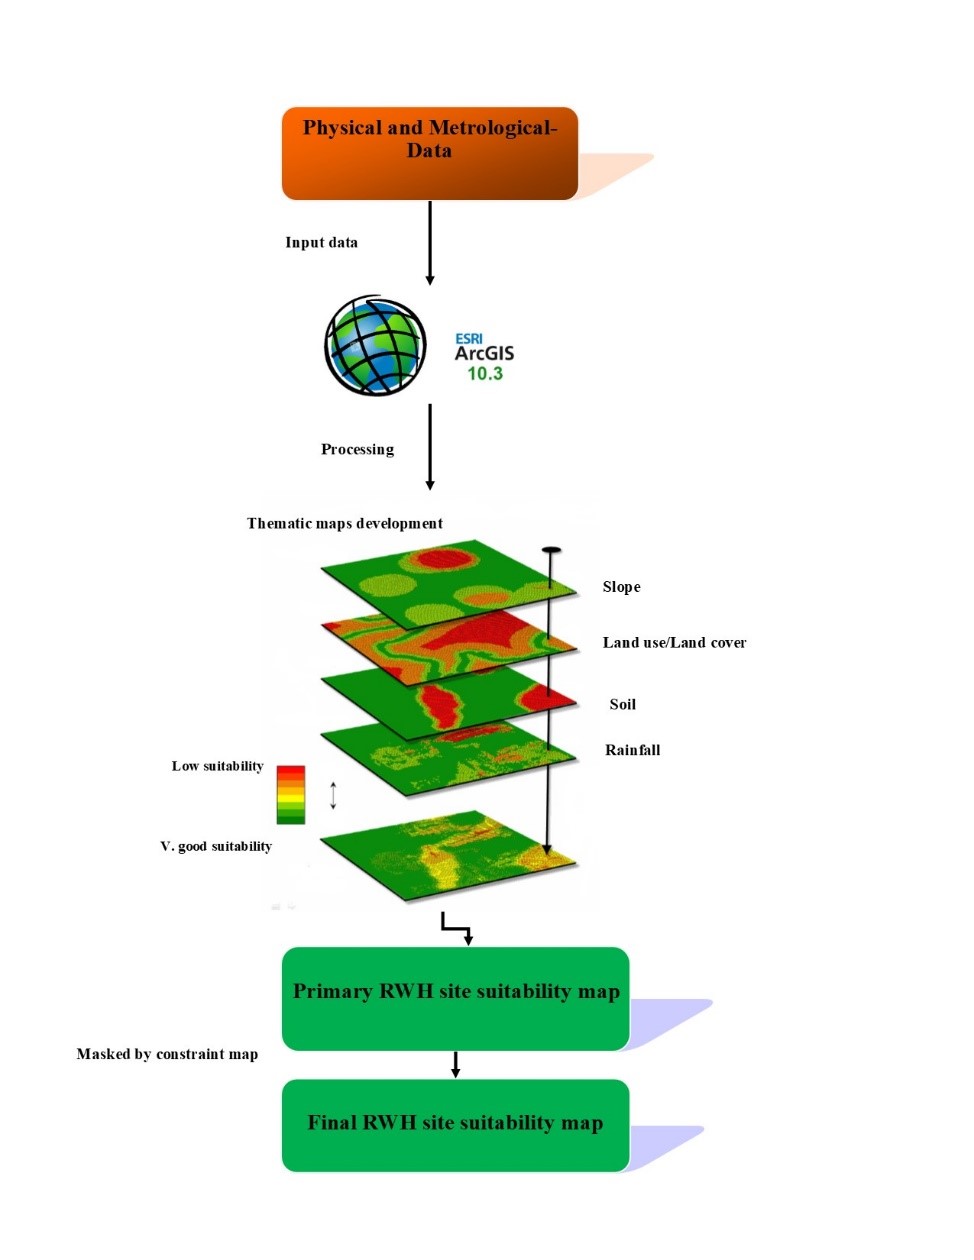 Physical and Metrological-
Data
Input data
ESRI
ArcGIS
10.3
Processing
Thematic maps development
Slope
Land use/Land cover
Soil
Rainfall
Low suitability
V. good suitability
Primary RWH site suitability map
Masked by constraint map
Final RWH site suitability map